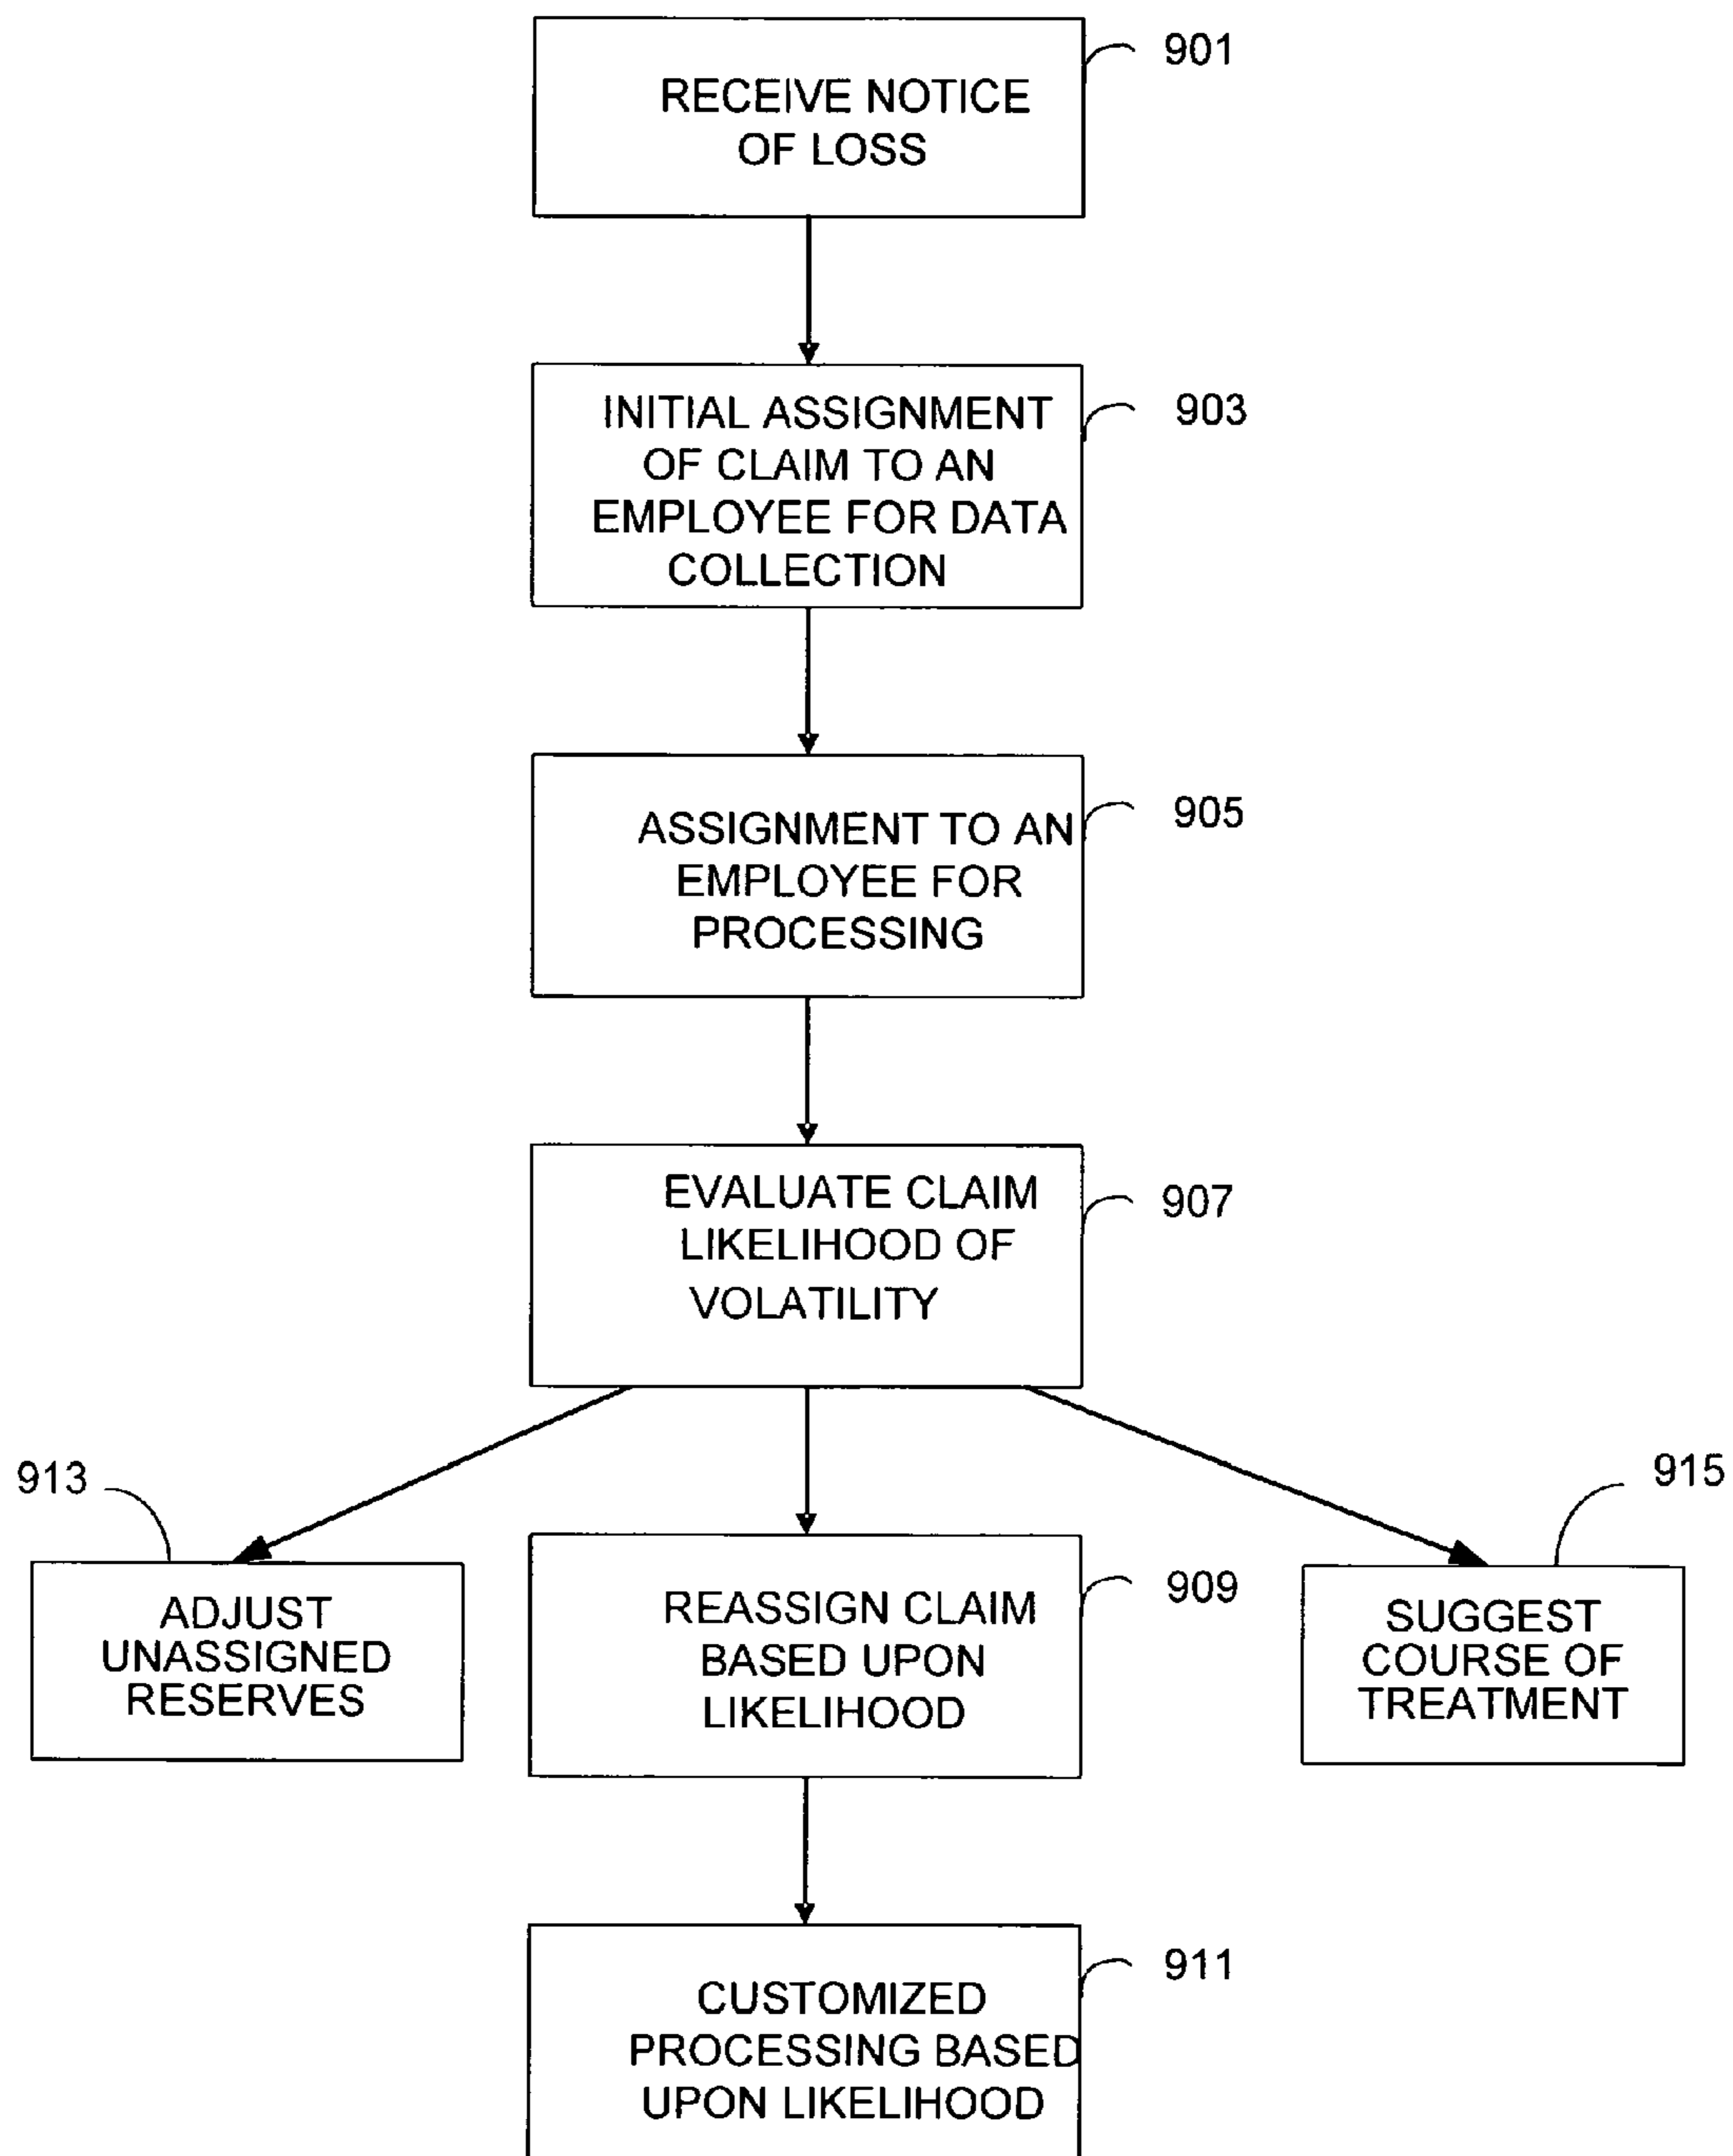 901
RECEIVE NOTICE
OF LOSS
903
INITIAL ASSIGNMENT
OF CLAIM TO AN
EMPLOYEE FOR DATA
COLLECTION
905
ASSIGNMENT TO AN
EMPLOYEE FOR
PROCESSING
907
EVALUATE CLAIM
LIKELIHOOD OF
VOLATILITY
913
ADJUST
UNASSIGNED
RESERVES
909
REASSIGN CLAIM
BASED UPON
LIKELIHOOD
915
SUGGEST
COURSE OF
TREATMENT
911
CUSTOMIZED
PROCESSING BASED
UPON LIKELIHOOD